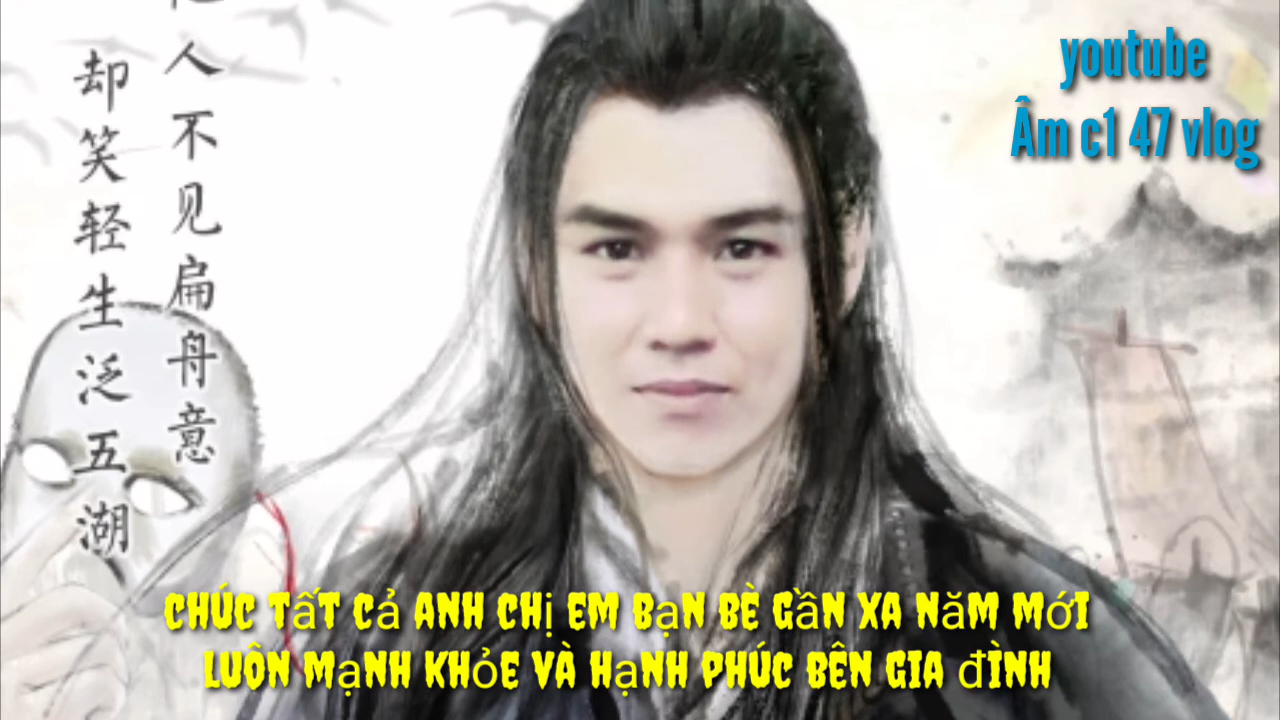 人不见扁舟意
却笑轻生泛五湖
youtube
Âm c1 47 vlog
CHÚC TẤT CẢ ANH CHỊ EM BẠN BÈ GẦN XA NĂM MỚI
LUÔN MẠNH KHỎE VÀ HẠNH PHÚC BÊN GIA ĐÌNH